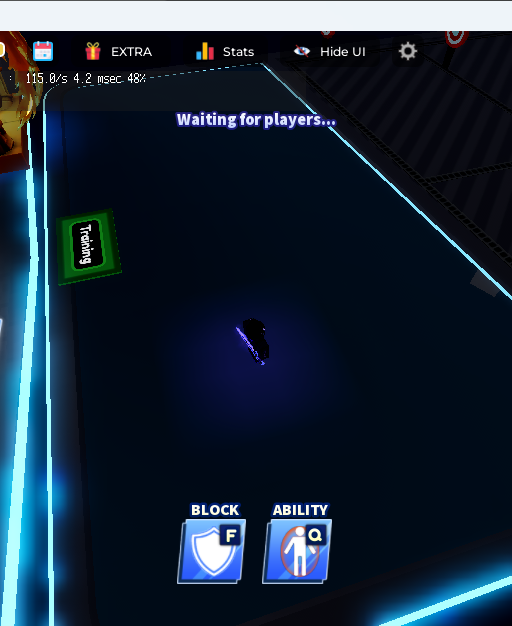 EXTRA
Stats
Hide UI
115.0/s 4.2 msec 48%
Waiting for players...
Training
BLOCK
ABILITY
F
Q